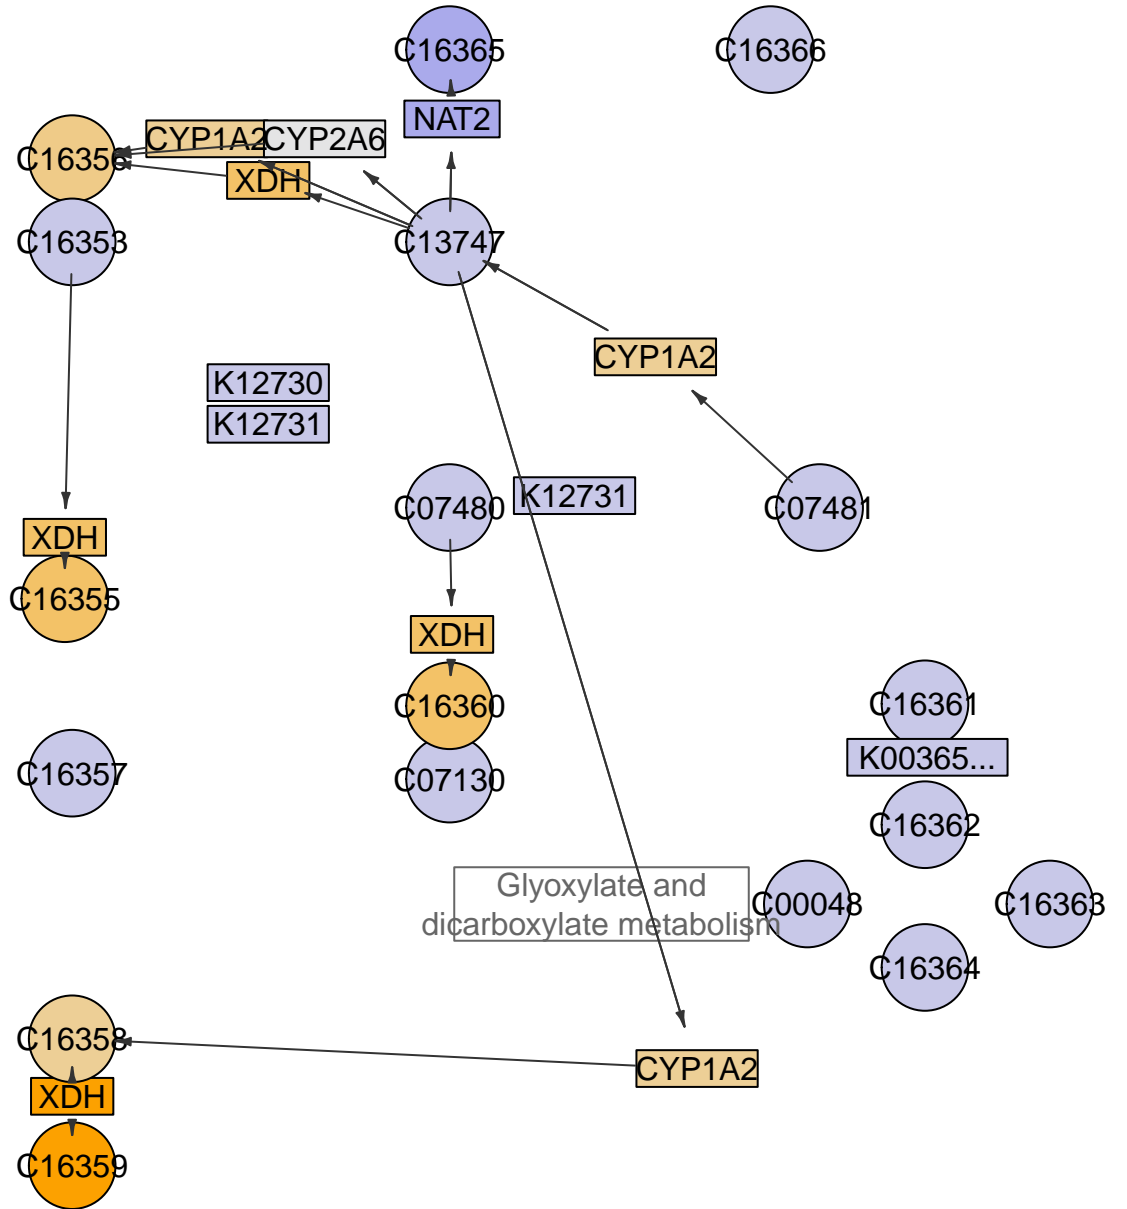 C16365
C16366
NAT2
CYP1A2
CYP2A6
C16356
XDH
C16353
C13747
CYP1A2
K12730
K12731
C07480
K12731
C07481
XDH
C16355
XDH
C16360
C16361
K00365...
C16357
C07130
C16362
Glyoxylate and
dicarboxylate metabolism
C00048
C16363
C16364
C16358
CYP1A2
XDH
C16359